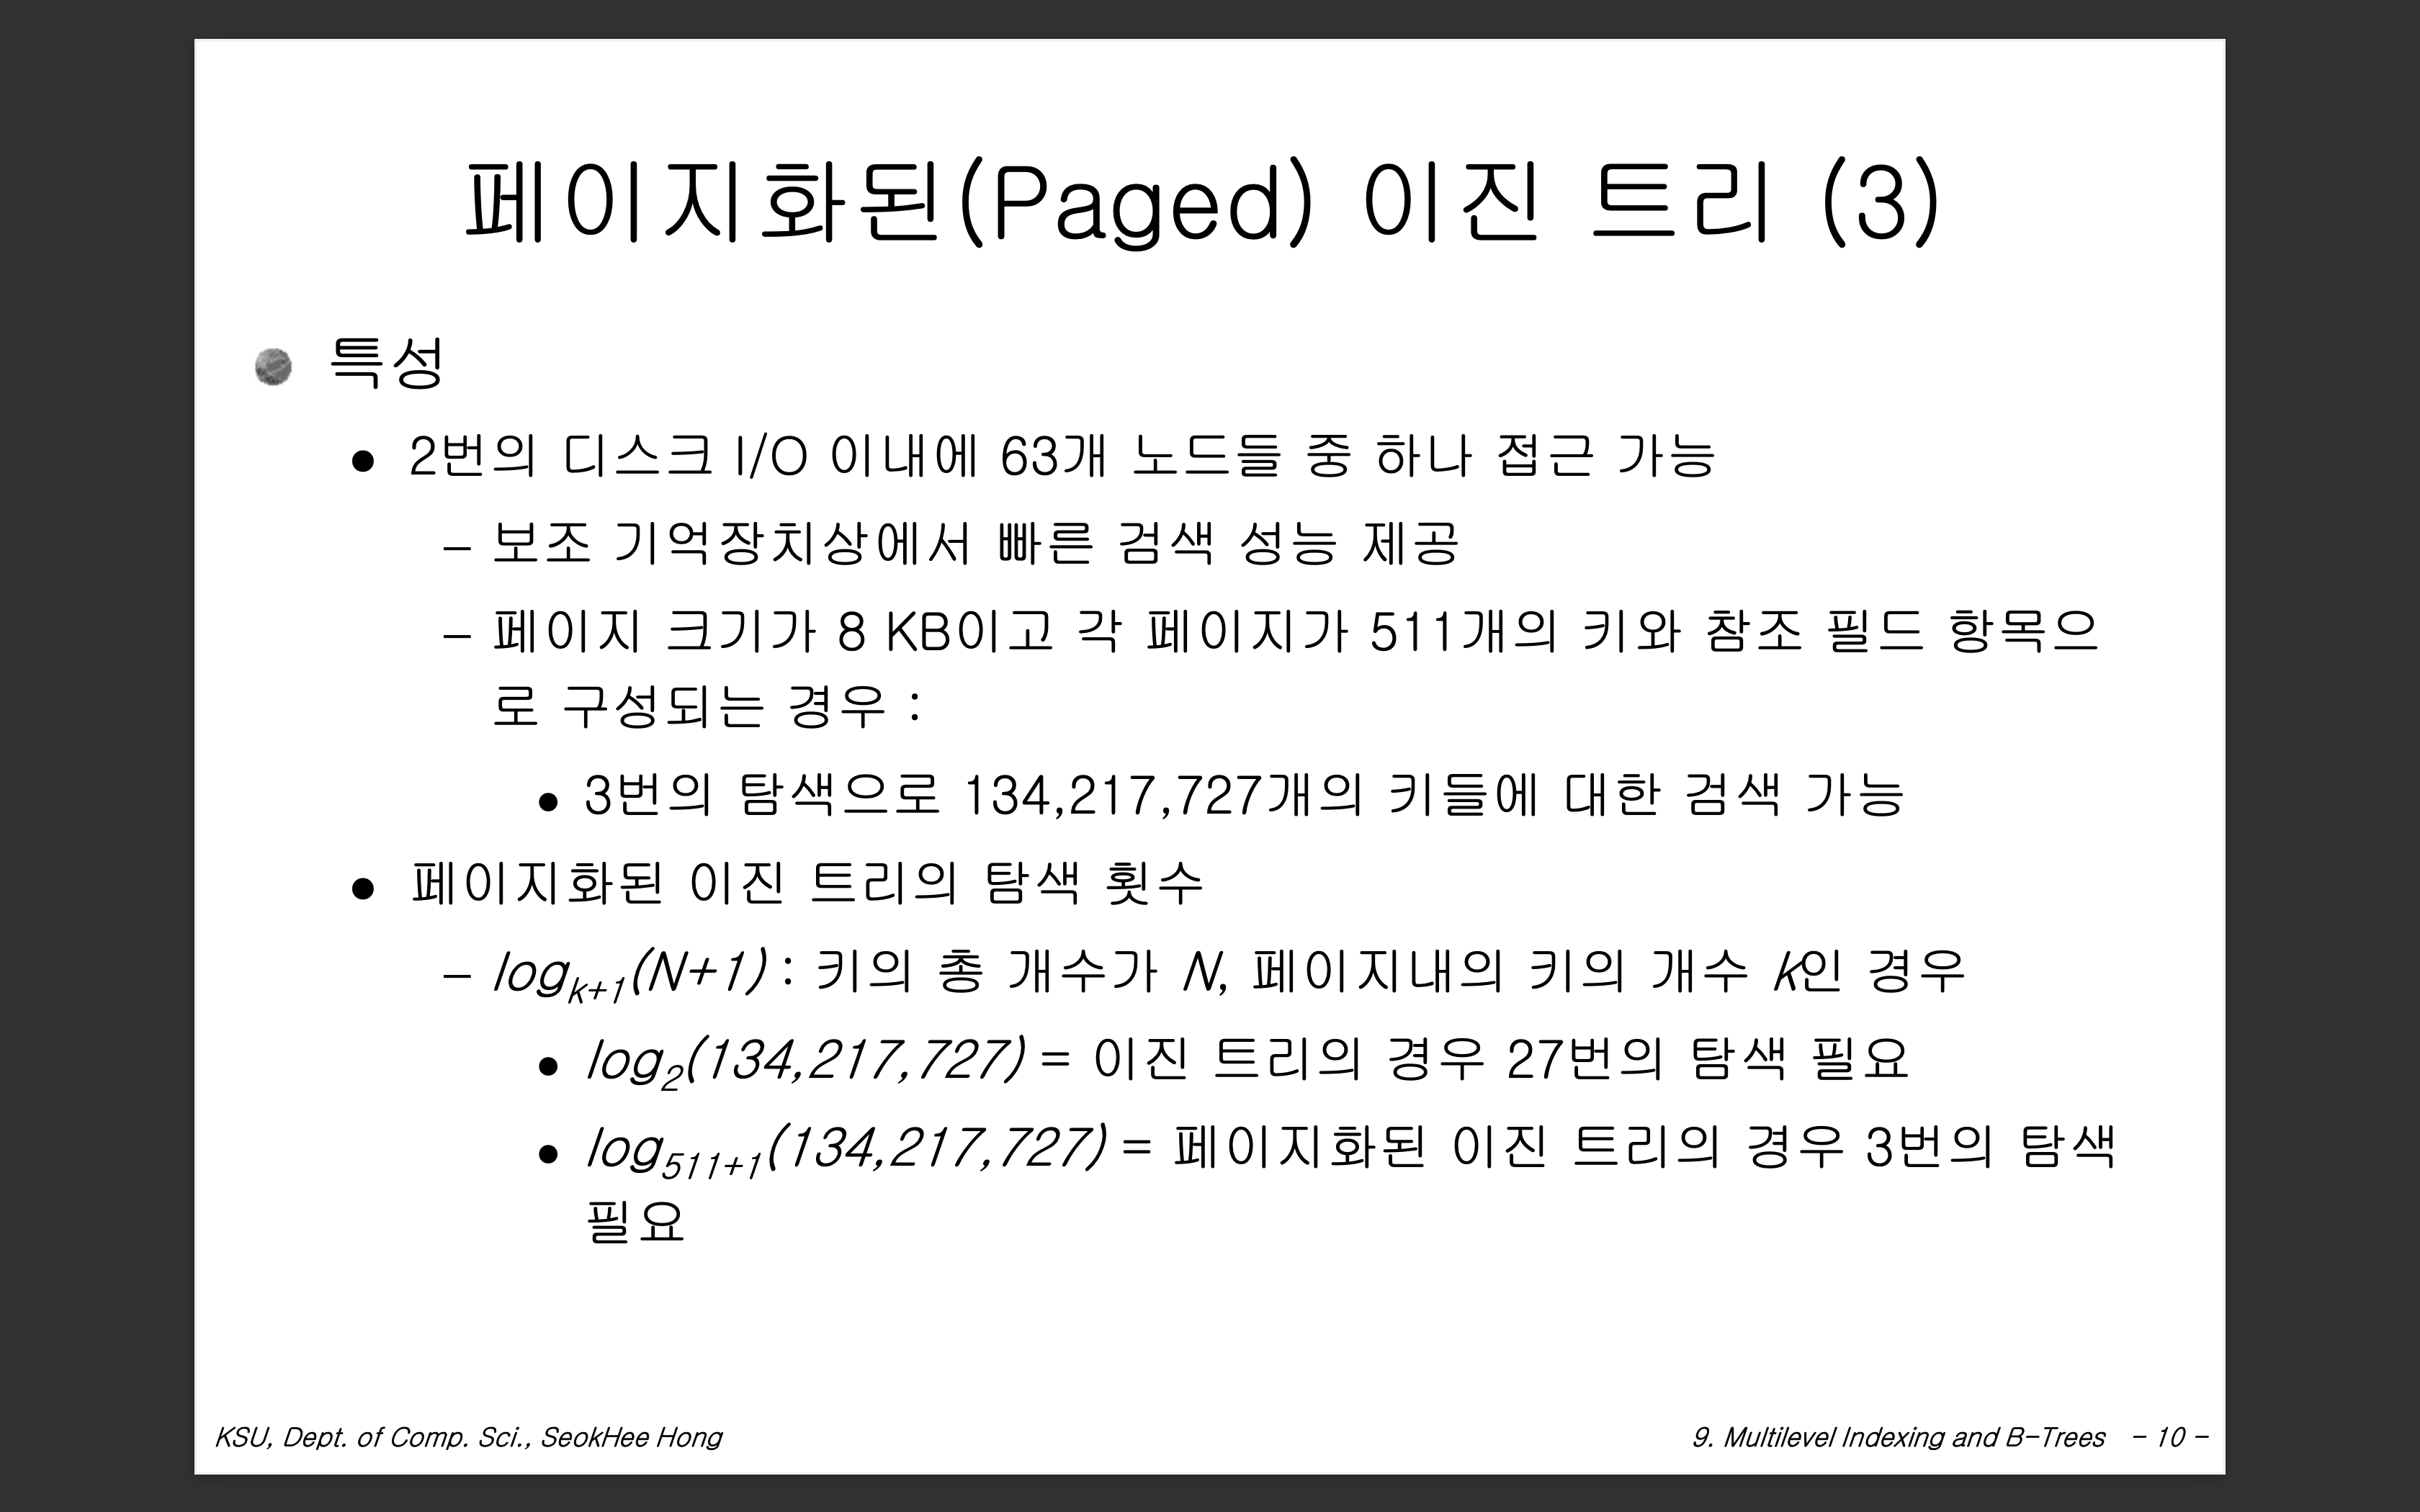 페이지화된(Paged) 이진 트리 (3)
특성
• 2번의 디스크 I/O 이내에 63개 노드들 중 하나 접근 가능
– 보조 기억장치상에서 빠른 검색 성능 제공
– 페이지 크기가 8 KB이고 각 페이지가 511개의 키와 참조 필드 항목으
로 구성되는 경우 :
• 3번의 탐색으로 134,217,727개의 키들에 대한 검색 가능
• 페이지화된 이진 트리의 탐색 횟수
– log_{k+1}(N+1) : 키의 총 개수가 N, 페이지내의 키의 개수 K인 경우
• log_2(134,217,727) = 이진 트리의 경우 27번의 탐색 필요
• log_{511+1}(134,217,727) = 페이지화된 이진 트리의 경우 3번의 탐색
필요
KSU, Dept. of Comp. Sci., SeokHee Hong
9. Multilevel Indexing and B-Trees - 10 -